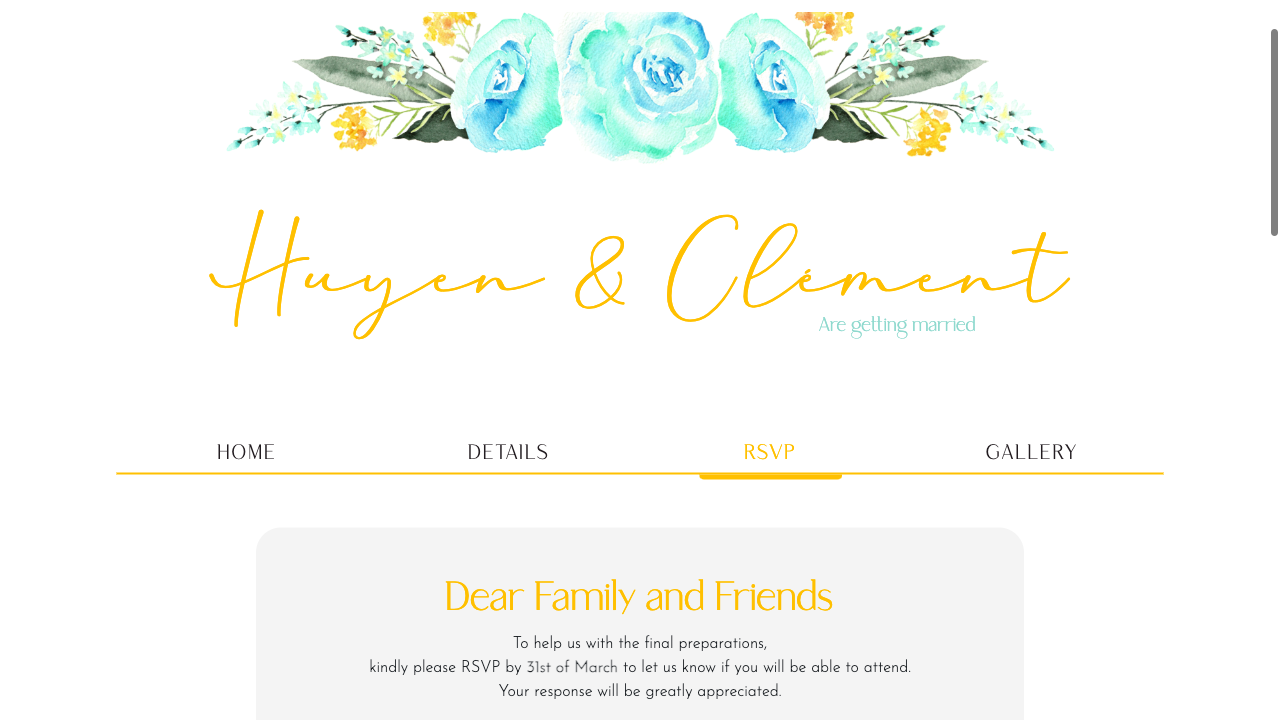 Huyen & Clément
Are getting married
HOME DETAILS RSVP GALLERY
Dear Family and Friends
To help us with the final preparations,
kindly please RSVP by 31st of March to let us know if you will be able to attend.
Your response will be greatly appreciated.